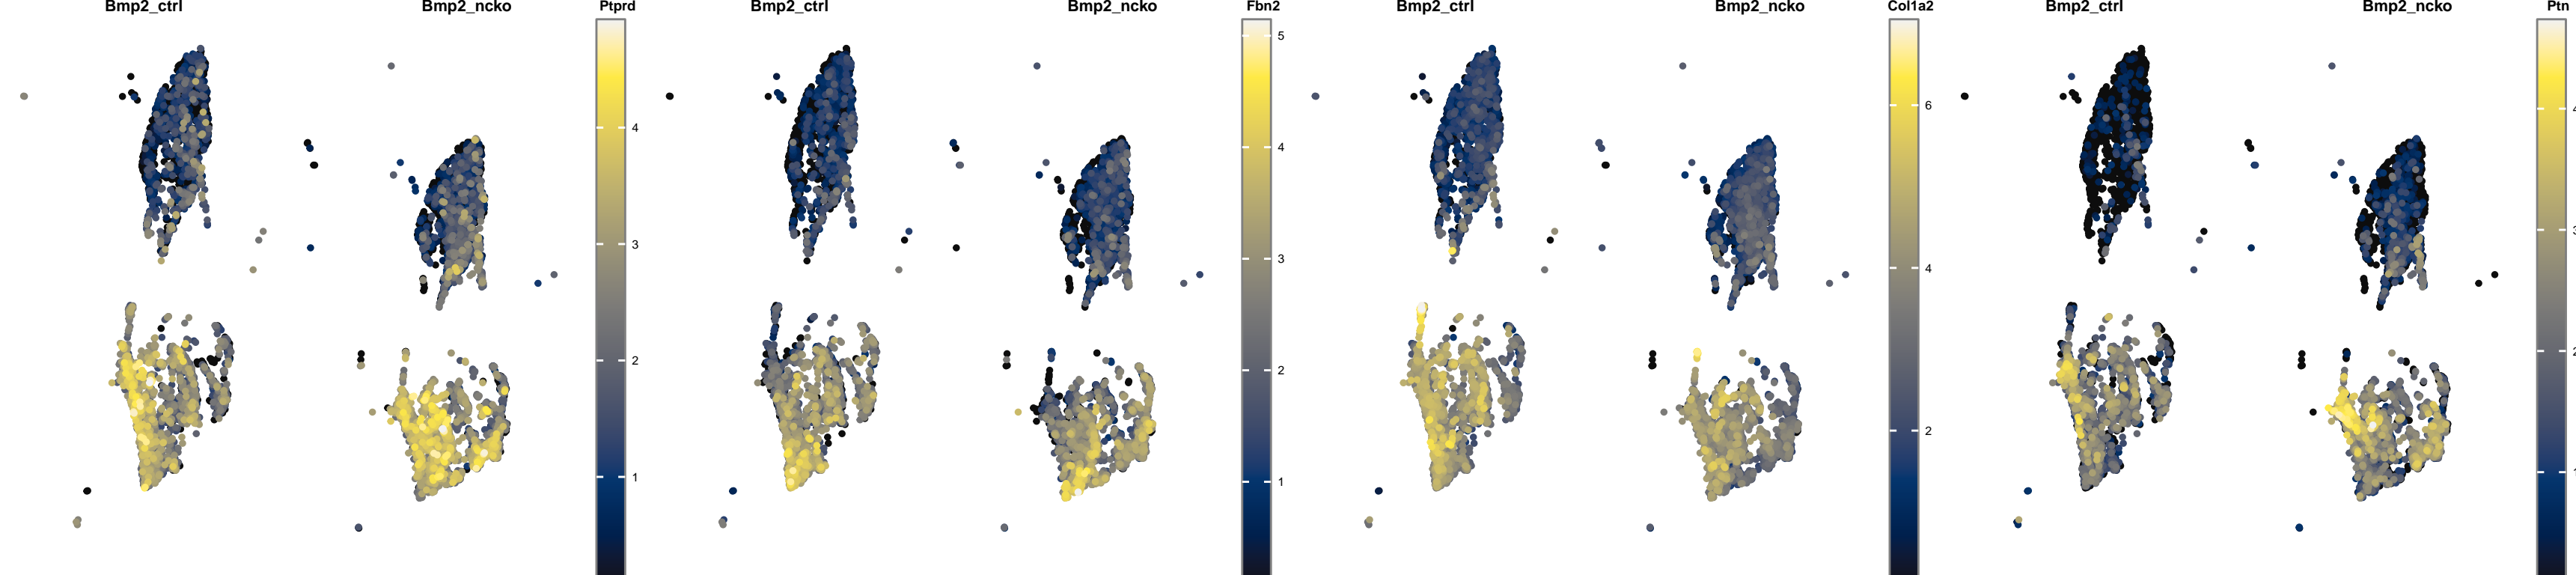 Bmp2_ctrl
Bmp2_ncko
Ptprd
4
3
2
1
Bmp2_ctrl
Bmp2_ncko
Fbn2
5
4
3
2
1
Bmp2_ctrl
Bmp2_ncko
Col1a2
6
4
2
Bmp2_ctrl
Bmp2_ncko
Ptn